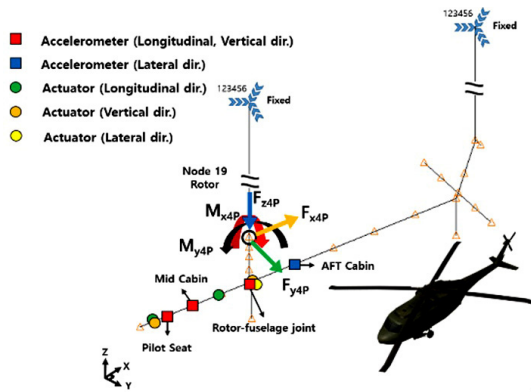 Accelerometer (Longitudinal, Vertical dir.)
Accelerometer (Lateral dir.)
Actuator (Longitudinal dir.)
Actuator (Vertical dir.)
Actuator (Lateral dir.)
123456
Fixed
123456
Fixed
Node 19
Rotor
Fz4P
Mx4P
Fx4P
My4P
Fy4P
AFT Cabin
Mid Cabin
Rotor-fuselage joint
Pilot Seat
Z
X
Y